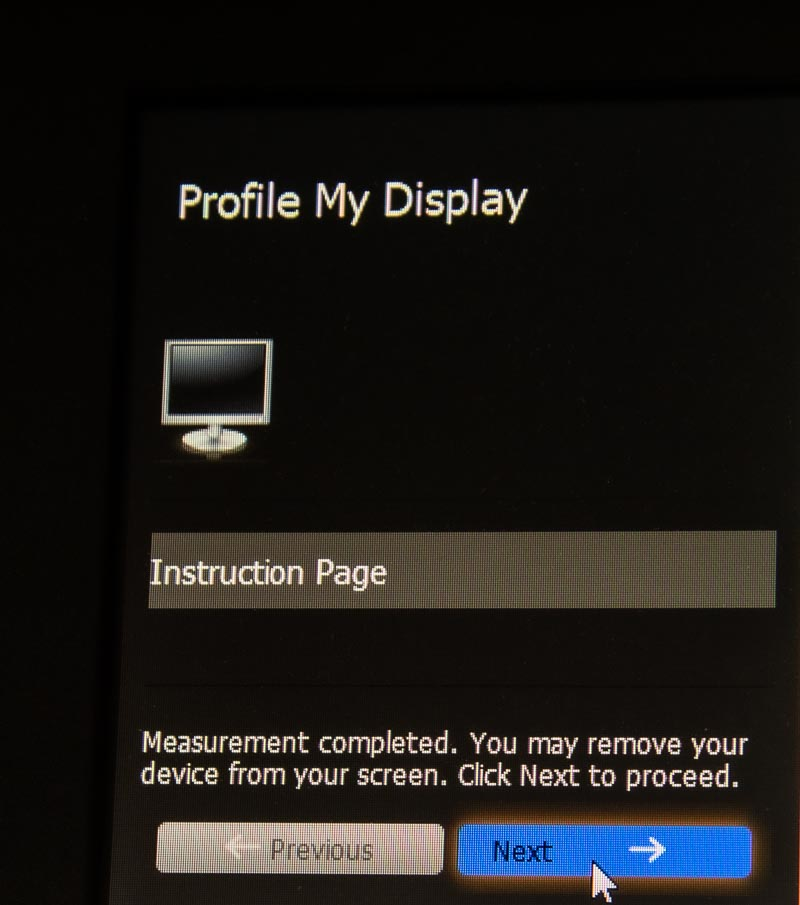 Profile My Display
Instruction Page
Measurement completed. You may remove your
device from your screen. Click Next to proceed.
← Previous
Next →